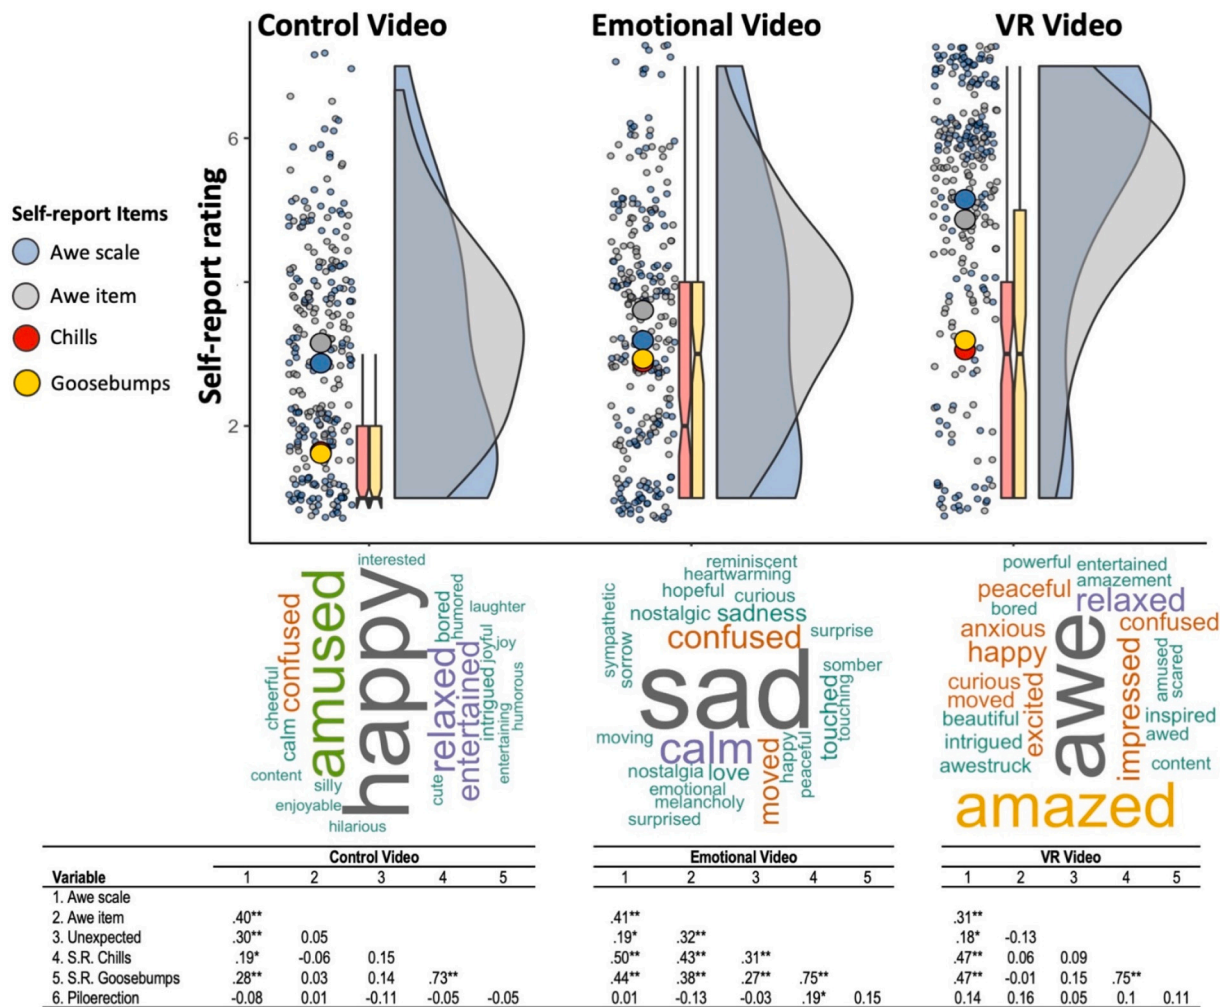 Control Video
Emotional Video
VR Video
Self-report rating
6
2
Self-report Items
Awe scale
Awe item
Chills
Goosebumps
interested
amused
happy
confused
bored
humored
laughter
joyful
joy
cheerful
calm
relaxed
entertained
intrigued
humorous
entertaining
content
silly
cute
enjoyable
hilarious
reminiscent
heartwarming
hopeful
curious
nostalgic
sadness
sympathetic
sorrow
confused
surprise
sad
somber
touched
touching
moving
calm
moved
happy
peaceful
nostalgia
love
emotional
melancholy
surprised
powerful
entertained
peaceful
amazement
bored
relaxed
anxious
confused
happy
awe
impressed
amused
scared
curious
moved
excited
beautiful
inspired
intrigued
awed
awestruck
content
amazed
Control Video
Emotional Video
VR Video
Variable 1 2 3 4 5 1 2 3 4 5 1 2 3 4 5
1. Awe scale
2. Awe item .40** .41** .31**
3. Unexpected .30** 0.05 .19* .32** .18* -0.13
4. S.R. Chills .19* -0.06 0.15 .50** .43** .31** .47** 0.06 0.09
5. S.R. Goosebumps .28** 0.03 0.14 .73** .44** .38** .27** .75** .47** -0.01 0.15 .75**
6. Piloerection -0.08 0.01 -0.11 -0.05 -0.05 0.01 -0.13 -0.03 .19* 0.15 0.14 0.16 0.05 0.1 0.11